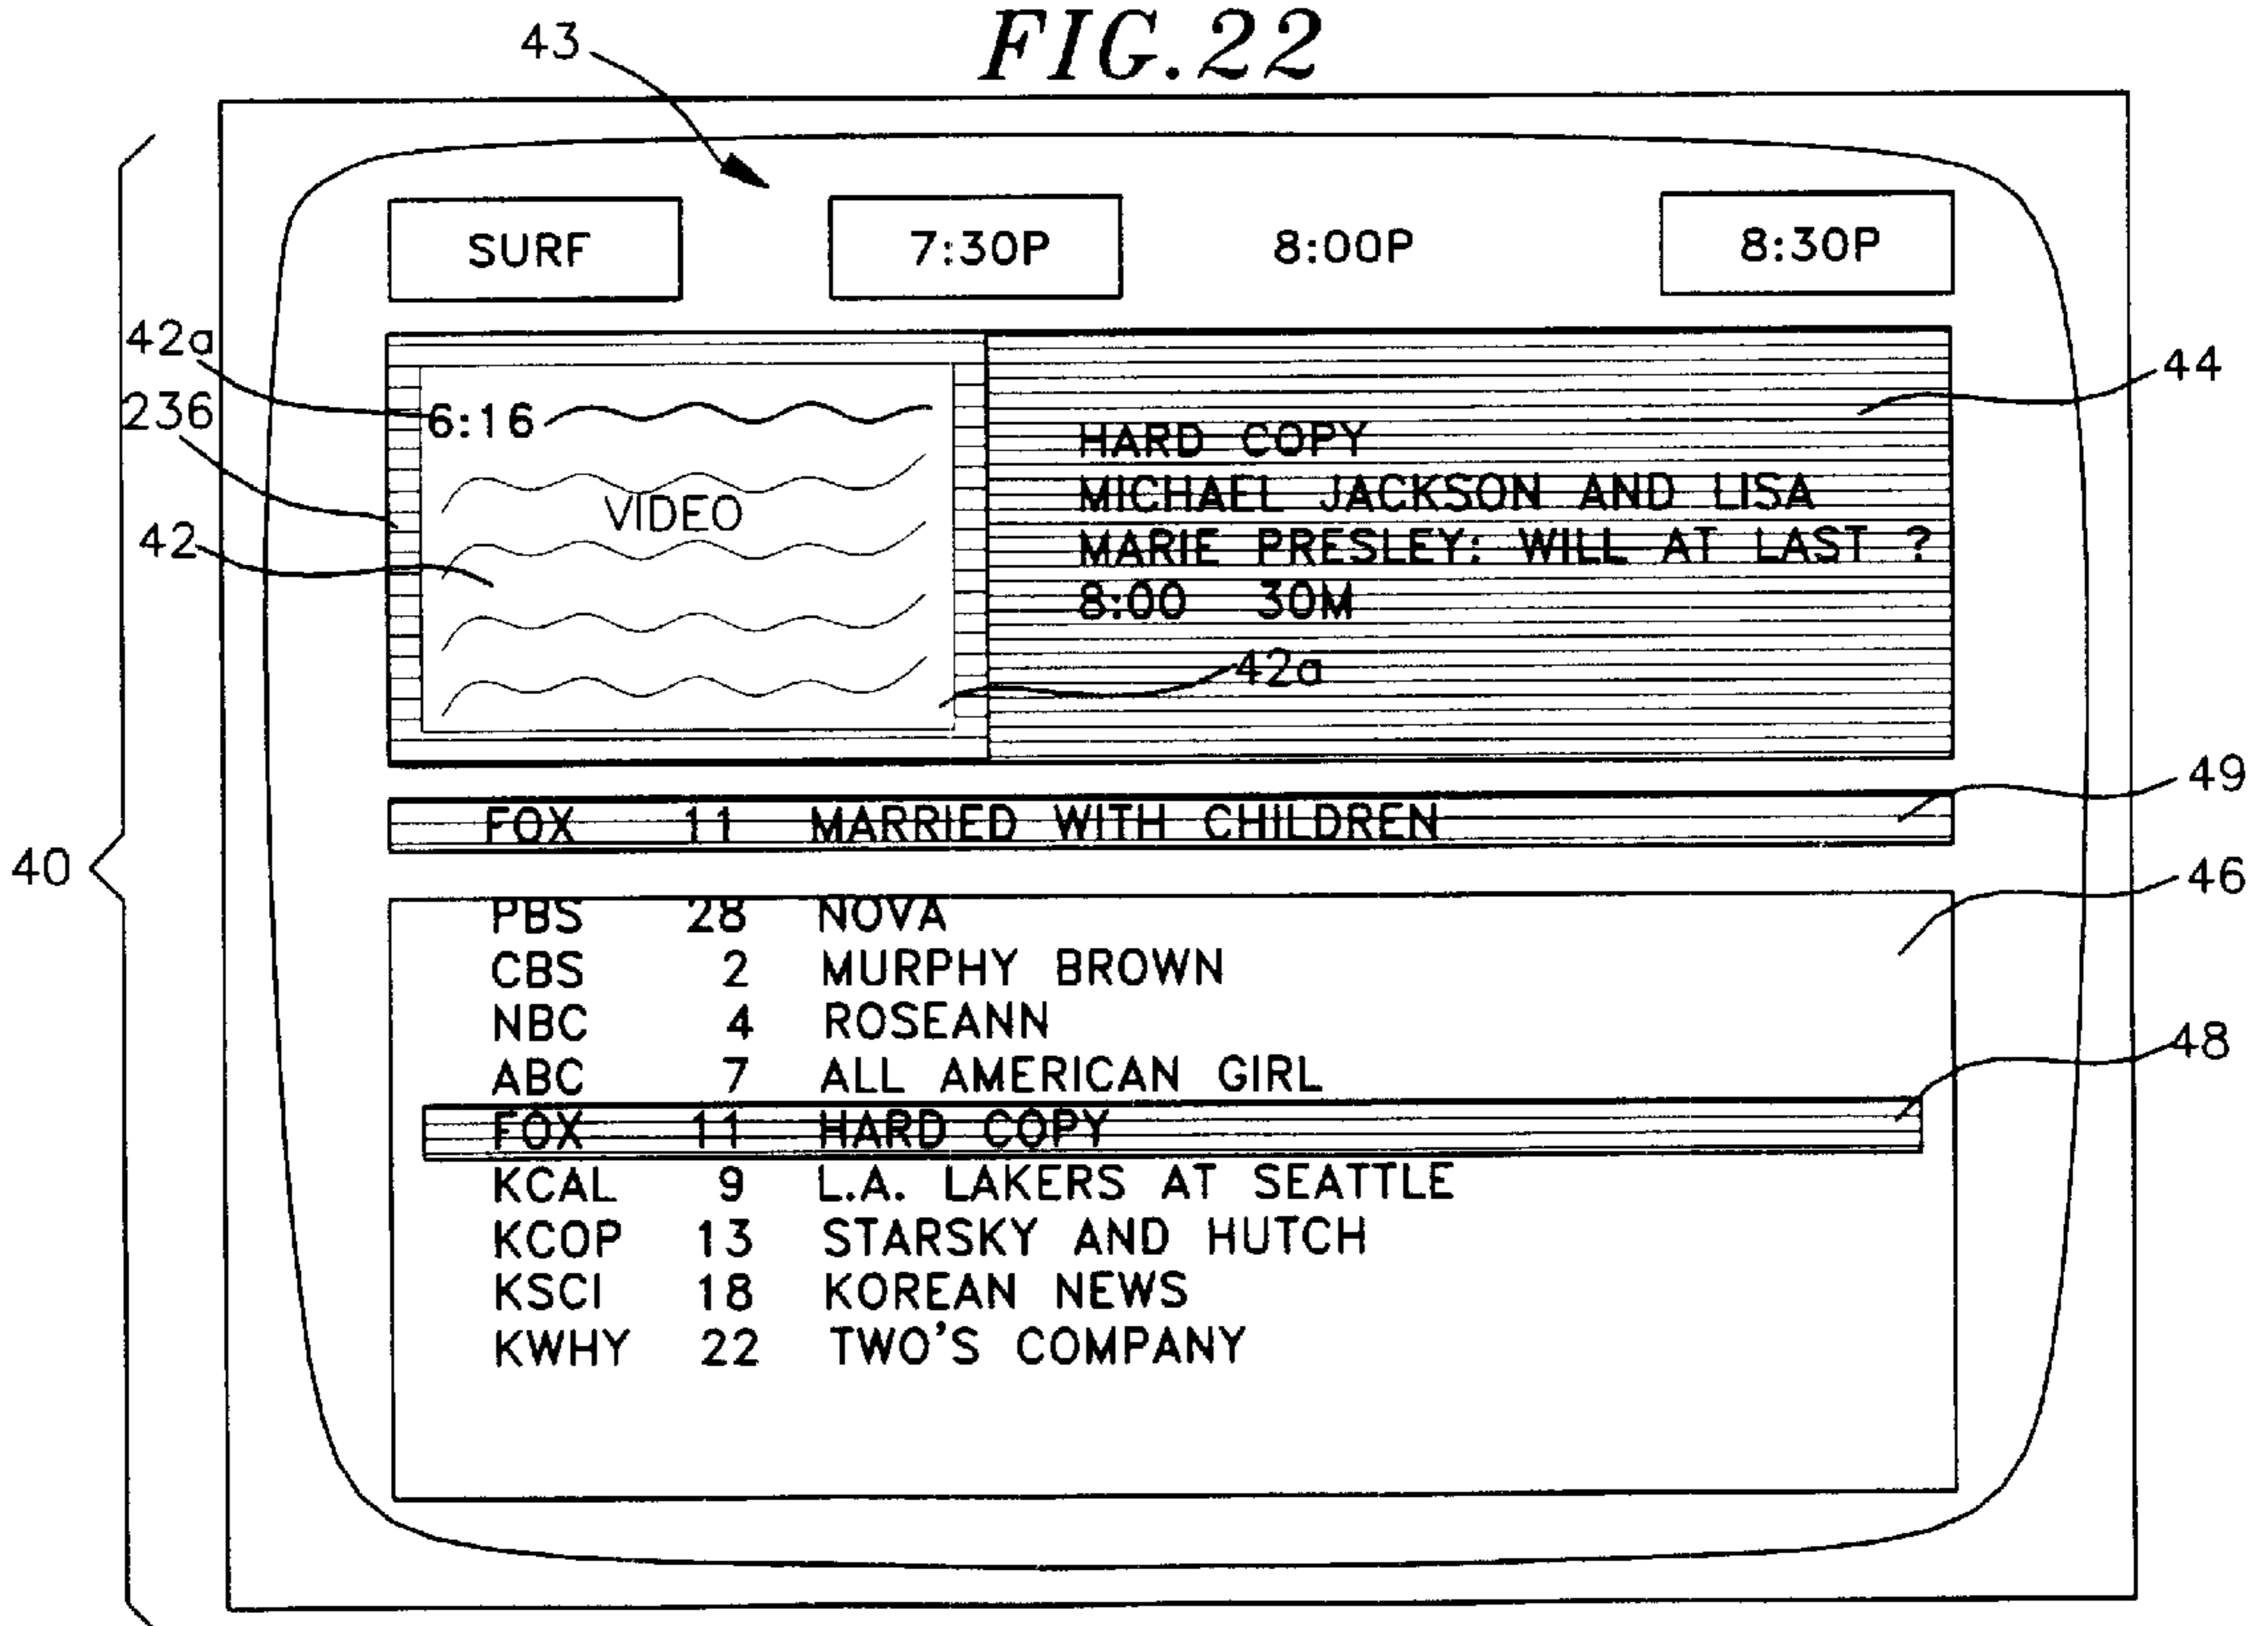 FIG.22
43
SURF 7:30P 8:00P 8:30P
42a
236
42
6:16
VIDEO
44
HARD COPY
MICHAEL JACKSON AND LISA
MARIE PRESLEY: WILL AT LAST ?
8:00 30M
42a
49
FOX 11 MARRIED WITH CHILDREN
40
46
PBS 28 NOVA
CBS 2 MURPHY BROWN
NBC 4 ROSEANN
48
ABC 7 ALL AMERICAN GIRL
FOX 11 HARD COPY
KCAL 9 L.A. LAKERS AT SEATTLE
KCOP 13 STARSKY AND HUTCH
KSCI 18 KOREAN NEWS
KWHY 22 TWO'S COMPANY